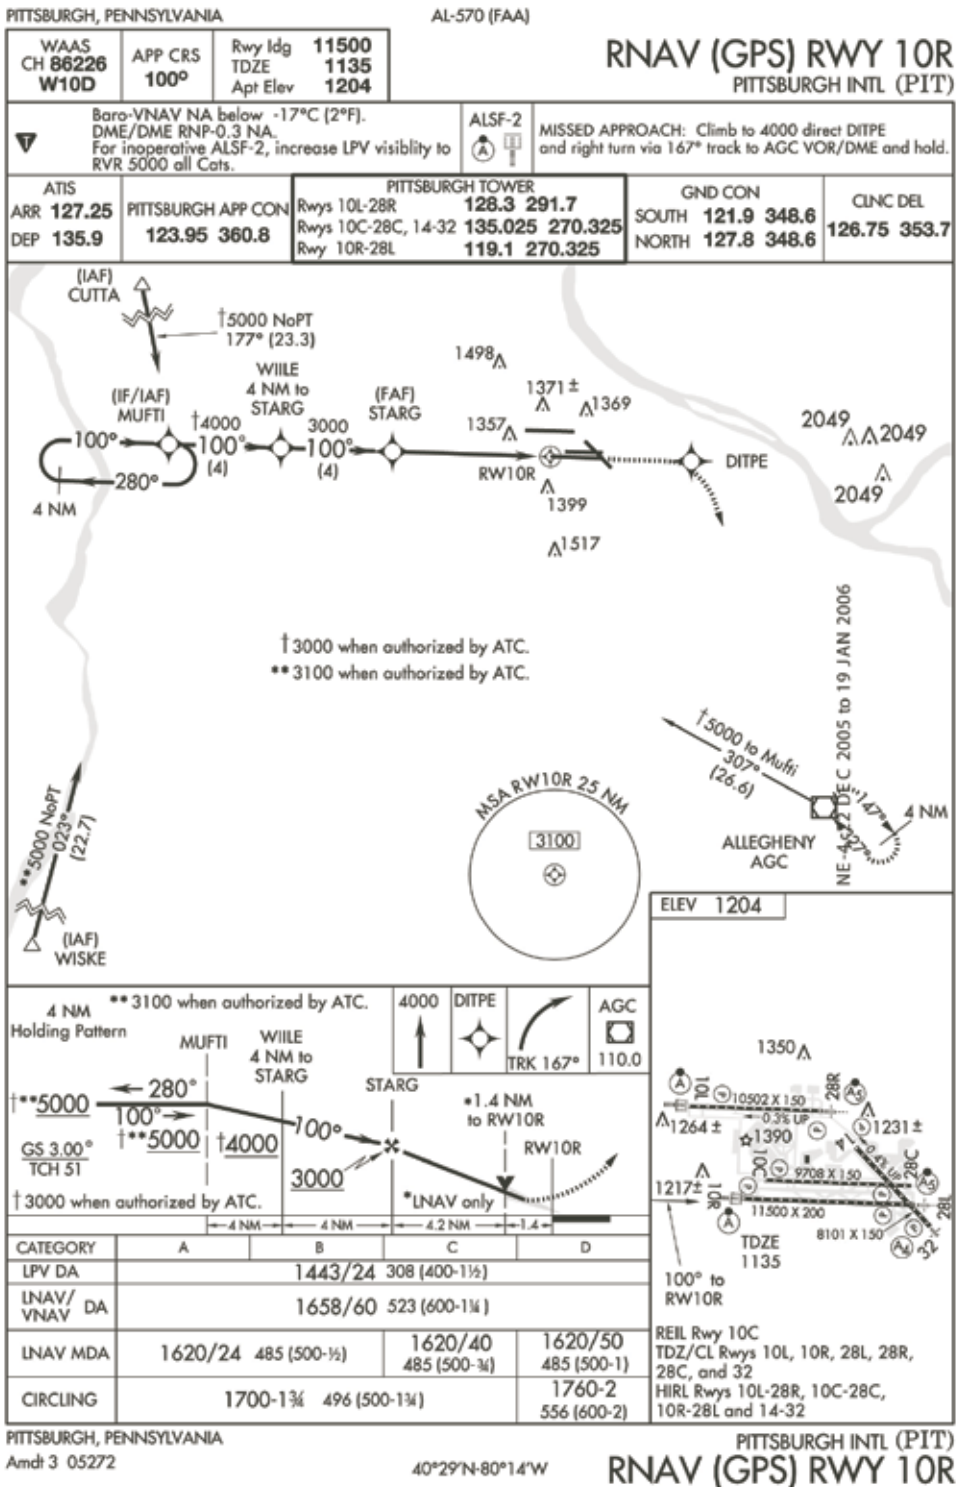 PITTSBURGH, PENNSYLVANIA
AL-570 (FAA)
WAAS
CH 86226
W10D
APP CRS
100°
Rwy ldg 11500
TDZE 1135
Apt Elev 1204
RNAV (GPS) RWY 10R
PITTSBURGH INTL (PIT)
T
Baro-VNAV NA below -17°C (2°F).
DME/DME RNP-0.3 NA.
For inoperative ALSF-2, increase LPV visiblity to
RVR 5000 all Cats.
ALSF-2
A
MISSED APPROACH: Climb to 4000 direct DITPE
and right turn via 167° track to AGC VOR/DME and hold.
ATIS
ARR 127.25
DEP 135.9
PITTSBURGH APP CON
123.95 360.8
PITTSBURGH TOWER
Rwys 10L-28R 128.3 291.7
Rwys 10C-28C, 14-32 135.025 270.325
Rwy 10R-28L 119.1 270.325
GND CON
SOUTH 121.9 348.6
NORTH 127.8 348.6
CLNC DEL
126.75 353.7
(IAF)
CUTTA
†5000 NoPT
177° (23.3)
WIILE
4 NM to
STARG
(IF/IAF)
MUFTI
(FAF)
STARG
†4000
100°
(4)
3000
100°
(4)
100°
280°
4 NM
1498
1371±
1369
1357
RW10R
1399
1517
DITPE
2049
2049
2049
†3000 when authorized by ATC.
**3100 when authorized by ATC.
NE-4, 22 DEC 2005 to 19 JAN 2006
†5000 to Mufti
307°
(26.6)
147°
327°
4 NM
ALLEGHENY
AGC
MSA RW10R 25 NM
3100
**5000 NoPT
023°
(22.7)
(IAF)
WISKE
ELEV 1204
4 NM
Holding Pattern
**3100 when authorized by ATC.
MUFTI
WIILE
4 NM to
STARG
STARG
4000
DITPE
TRK 167°
AGC
110.0
280°
†**5000
100°
†**5000
†4000
100°
3000
GS 3.00°
TCH 51
*1.4 NM
to RW10R
RW10R
†3000 when authorized by ATC.
*LNAV only
4 NM
4 NM
4.2 NM
1.4
CATEGORY A B C D
LPV DA 1443/24 308 (400-1½)
LNAV/
VNAV DA 1658/60 523 (600-1¼)
LNAV MDA 1620/24 485 (500-½)
1620/40
485 (500-¾)
1620/50
485 (500-1)
CIRCLING 1700-1¾ 496 (500-1¾)
1760-2
556 (600-2)
1350
A
10L
10502 X 150
0.3% UP
28R
A5
1264±
1390
1231±
10C
0.4% UP
28C
A5
9708 X 150
1217±
10R
11500 X 200
28L
A
8101 X 150
32
TDZE
1135
100° to
RW10R
REIL Rwy 10C
TDZ/CL Rwys 10L, 10R, 28L, 28R,
28C, and 32
HIRL Rwys 10L-28R, 10C-28C,
10R-28L and 14-32
PITTSBURGH, PENNSYLVANIA
Amdt 3 05272
40°29'N-80°14'W
PITTSBURGH INTL (PIT)
RNAV (GPS) RWY 10R